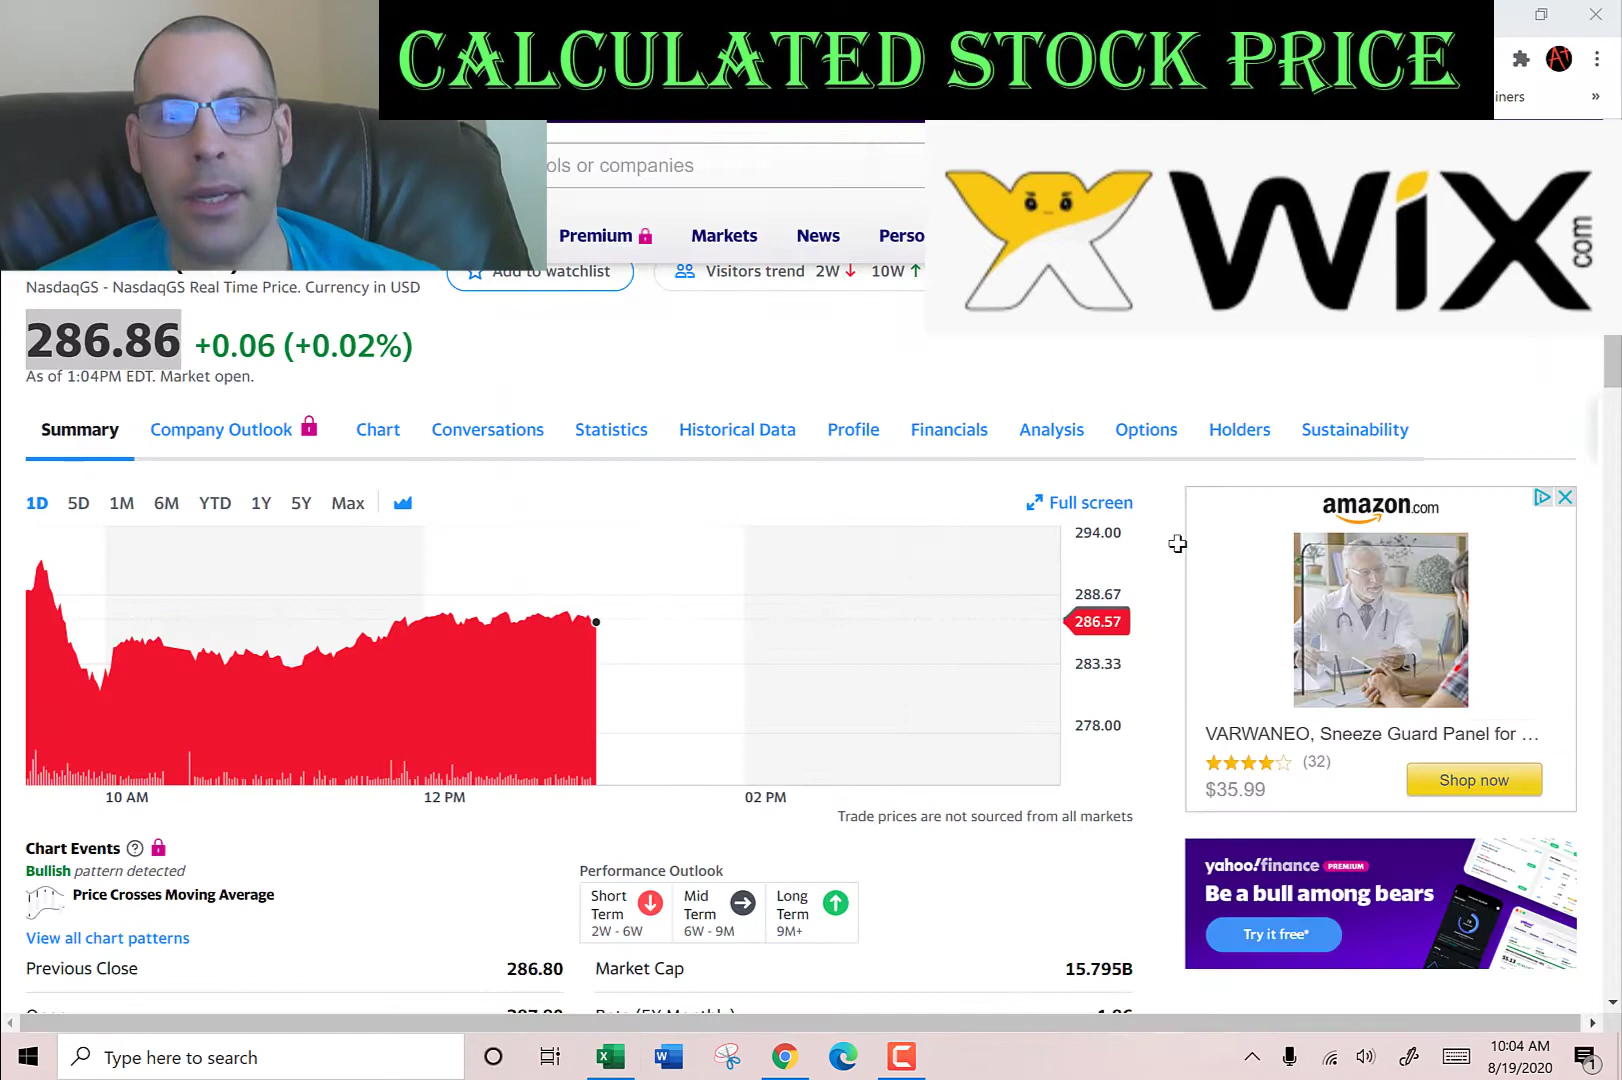 CALCULATED STOCK PRICE
iners
»
ols or companies
WiX.com
Premium Markets News Perso
Add to watchlist Visitors trend 2W 10W
NasdaqGS - NasdaqGS Real Time Price. Currency in USD
286.86 +0.06 (+0.02%)
As of 1:04PM EDT. Market open.
Summary Company Outlook Chart Conversations Statistics Historical Data Profile Financials Analysis Options Holders Sustainability
1D 5D 1M 6M YTD 1Y 5Y Max Full screen
294.00
288.67
286.57
283.33
278.00
10 AM 12 PM 02 PM
Trade prices are not sourced from all markets
amazon.com
VARWANEO, Sneeze Guard Panel for ...
(32)
$35.99
Shop now
Chart Events
Bullish pattern detected
Price Crosses Moving Average
View all chart patterns
Performance Outlook
Short Term 2W - 6W
Mid Term 6W - 9M
Long Term 9M+
yahoo!finance PREMIUM
Be a bull among bears
Try it free*
Previous Close 286.80
Market Cap 15.795B
Type here to search
10:04 AM
8/19/2020